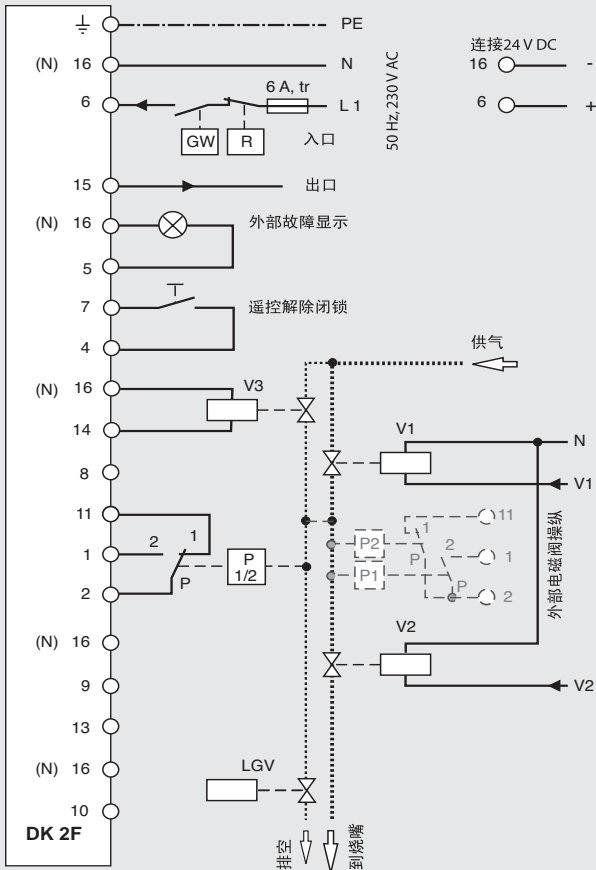 PE
(N) 16 N
连接24 V DC
16 -
6 6 A, tr L 1
6 +
GW R 入口
50 Hz, 230 V AC
15 出口
(N) 16 外部故障显示
5
7 遥控解除闭锁
4
供气
(N) 16 V3
14
V1 N
8
V1
11 1 2
1 P
2
P
1/2
P2 1 11
P 2 1
P1 P 2
外部电磁阀操纵
(N) 16
V2
9
V2
13
(N) 16 LGV
10
DK 2F
排空
到烧嘴